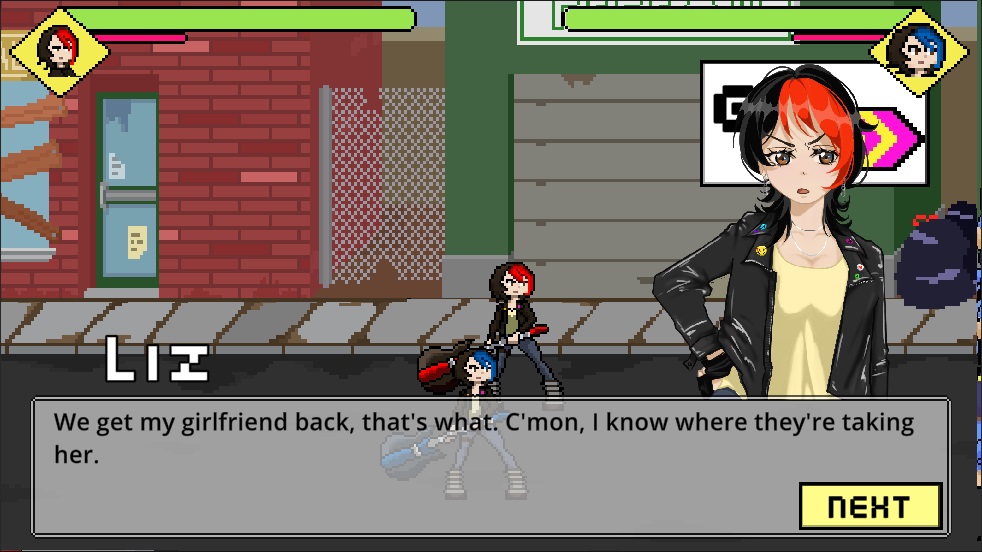 Liz
We get my girlfriend back, that's what. C'mon, I know where they're taking
her.
NEXT